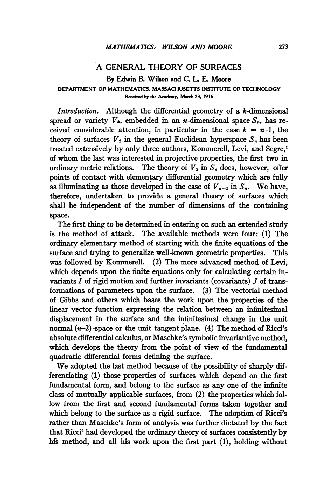 MATHEMATICS: WILSON AND MOORE 273
A GENERAL THEORY OF SURFACES
By Edwin B. Wilson and C. L. E. Moore
DEPARTMENT OF MATHEMATICS, MASSACHUSETTS INSTITUTE OF TECHNOLOGY
Received by the Academy, March 24, 1916
Introduction. Although the differential geometry of a k-dimensional
spread or variety Vₖ, embedded in an n-dimensional space Sₙ, has re-
ceived considerable attention, in particular in the case k = n-1, the
theory of surfaces V₂ in the general Euclidean hyperspace Sₙ has been
treated extensively by only three authors, Kommerell, Levi, and Segre,¹
of whom the last was interested in projective properties, the first two in
ordinary metric relations. The theory of V₂ in Sₙ does, however, offer
points of contact with elementary differential geometry which are fully
as illuminating as those developed in the case of Vₙ₋₁ in Sₙ. We have,
therefore, undertaken to provide a general theory of surfaces which
shall be independent of the number of dimensions of the containing
space.
The first thing to be determined in entering on such an extended study
is the method of attack. The available methods were four: (1) The
ordinary elementary method of starting with the finite equations of the
surface and trying to generalize well-known geometric properties. This
was followed by Kommerell. (2) The more advanced method of Levi,
which depends upon the finite equations only for calculating certain in-
variants I of rigid motion and further invariants (covariants) J of trans-
formations of parameters upon the surface. (3) The vectorial method
of Gibbs and others which bases the work upon the properties of the
linear vector function expressing the relation between an infinitesimal
displacement in the surface and the infinitesimal change in the unit
normal (n-2)-space or the unit tangent plane. (4) The method of Ricci's
absolute differential calculus, or Maschke's symbolic invariantive method,
which develops the theory from the point of view of the fundamental
quadratic differential forms defining the surface.
We adopted the last method because of the possibility of sharply dif-
ferentiating (1) those properties of surfaces which depend on the first
fundamental form, and belong to the surface as any one of the infinite
class of mutually applicable surfaces, from (2) the properties which fol-
low from the first and second fundamental forms taken together and
which belong to the surface as a rigid surface. The adoption of Ricci's
rather than Maschke's form of analysis was further dictated by the fact
that Ricci¹ had developed the ordinary theory of surfaces consistently by
his method, and all his work upon the first part (1), holding without